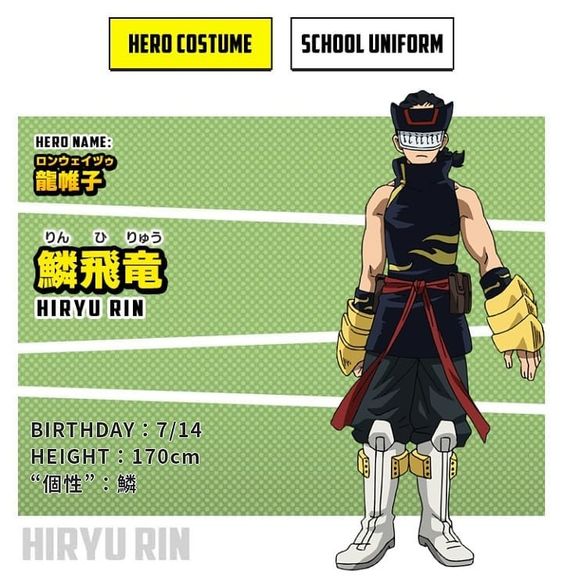 HERO COSTUME
SCHOOL UNIFORM
HERO NAME:
ロンウェイヅゥ
龍帷子
りん ひ りゅう
鱗飛竜
HIRYU RIN
BIRTHDAY：7/14
HEIGHT：170cm
“個性”：鱗
HIRYU RIN